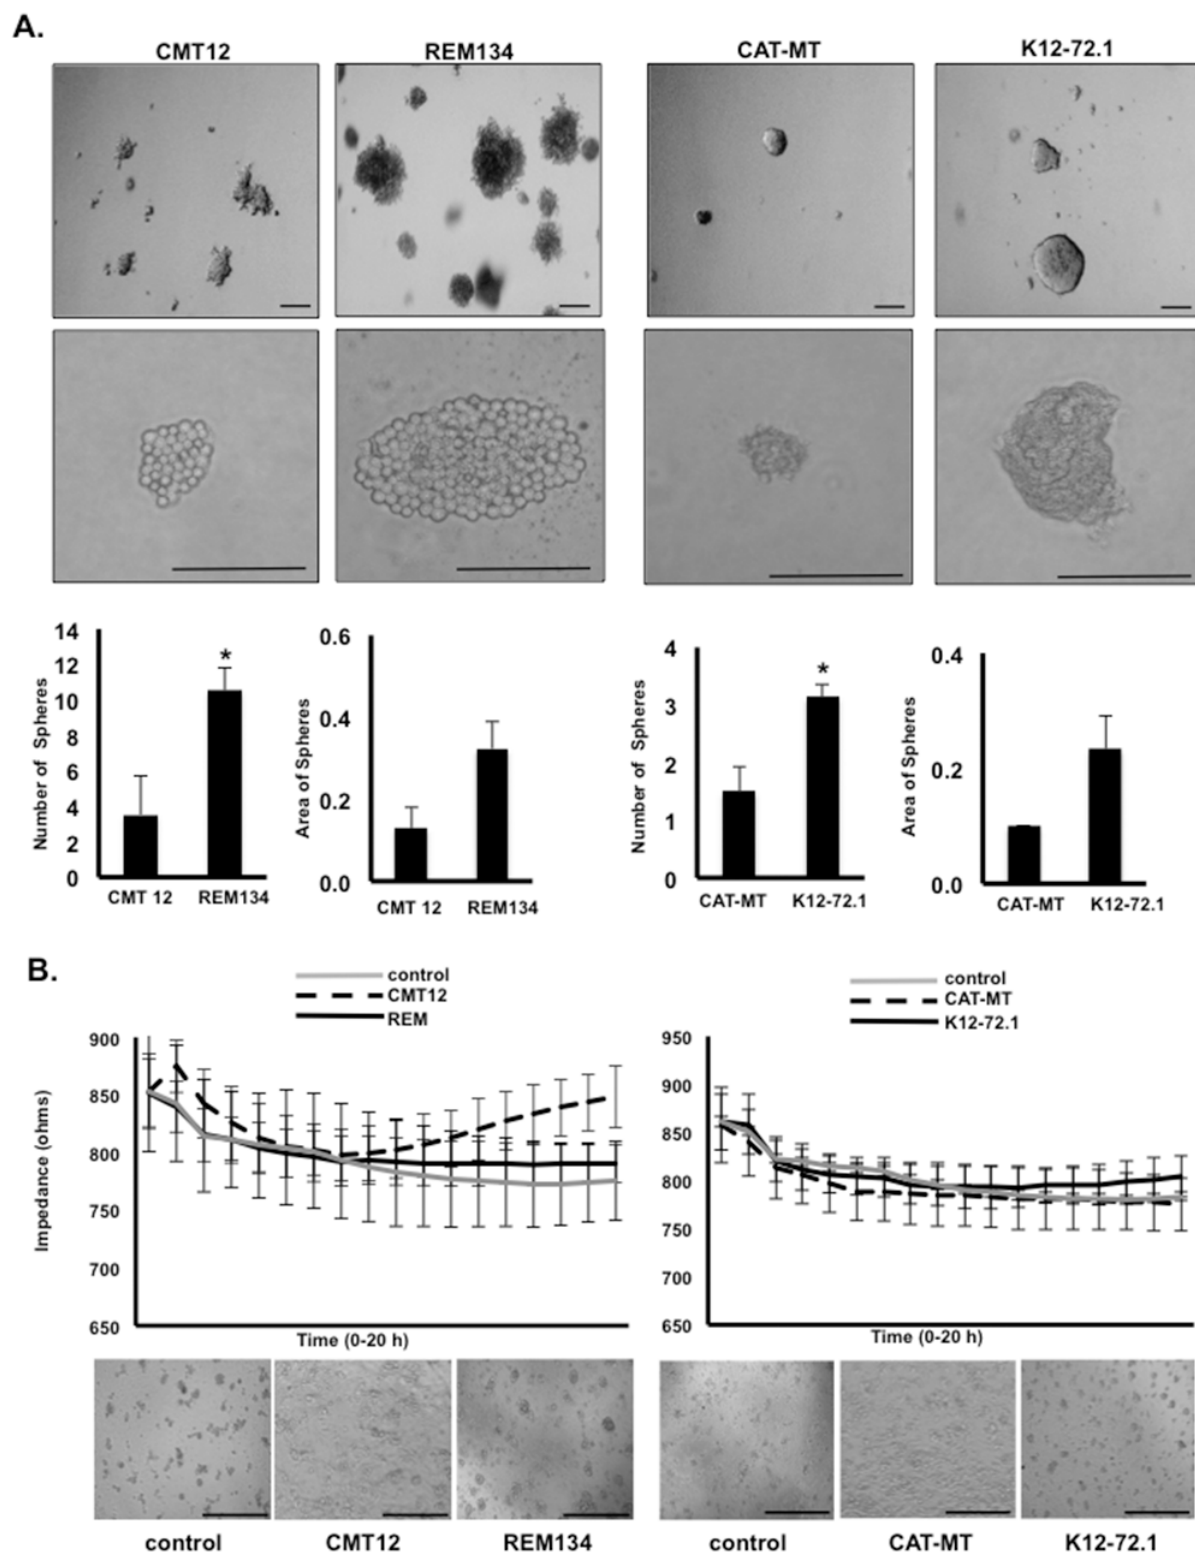 A.
CMT12 REM134 CAT-MT K12-72.1
14
12
10
8
6
4
2
0
Number of Spheres
*
CMT 12 REM134
0.6
0.4
0.2
0.0
Area of Spheres
CMT 12 REM134
4
3
2
1
0
Number of Spheres
*
CAT-MT K12-72.1
0.4
0.2
0.0
Area of Spheres
CAT-MT K12-72.1
B.
control
CMT12
REM
900
850
800
750
700
650
Impedance (ohms)
Time (0-20 h)
control
CAT-MT
K12-72.1
950
900
850
800
750
700
650
Time (0-20 h)
control CMT12 REM134 control CAT-MT K12-72.1